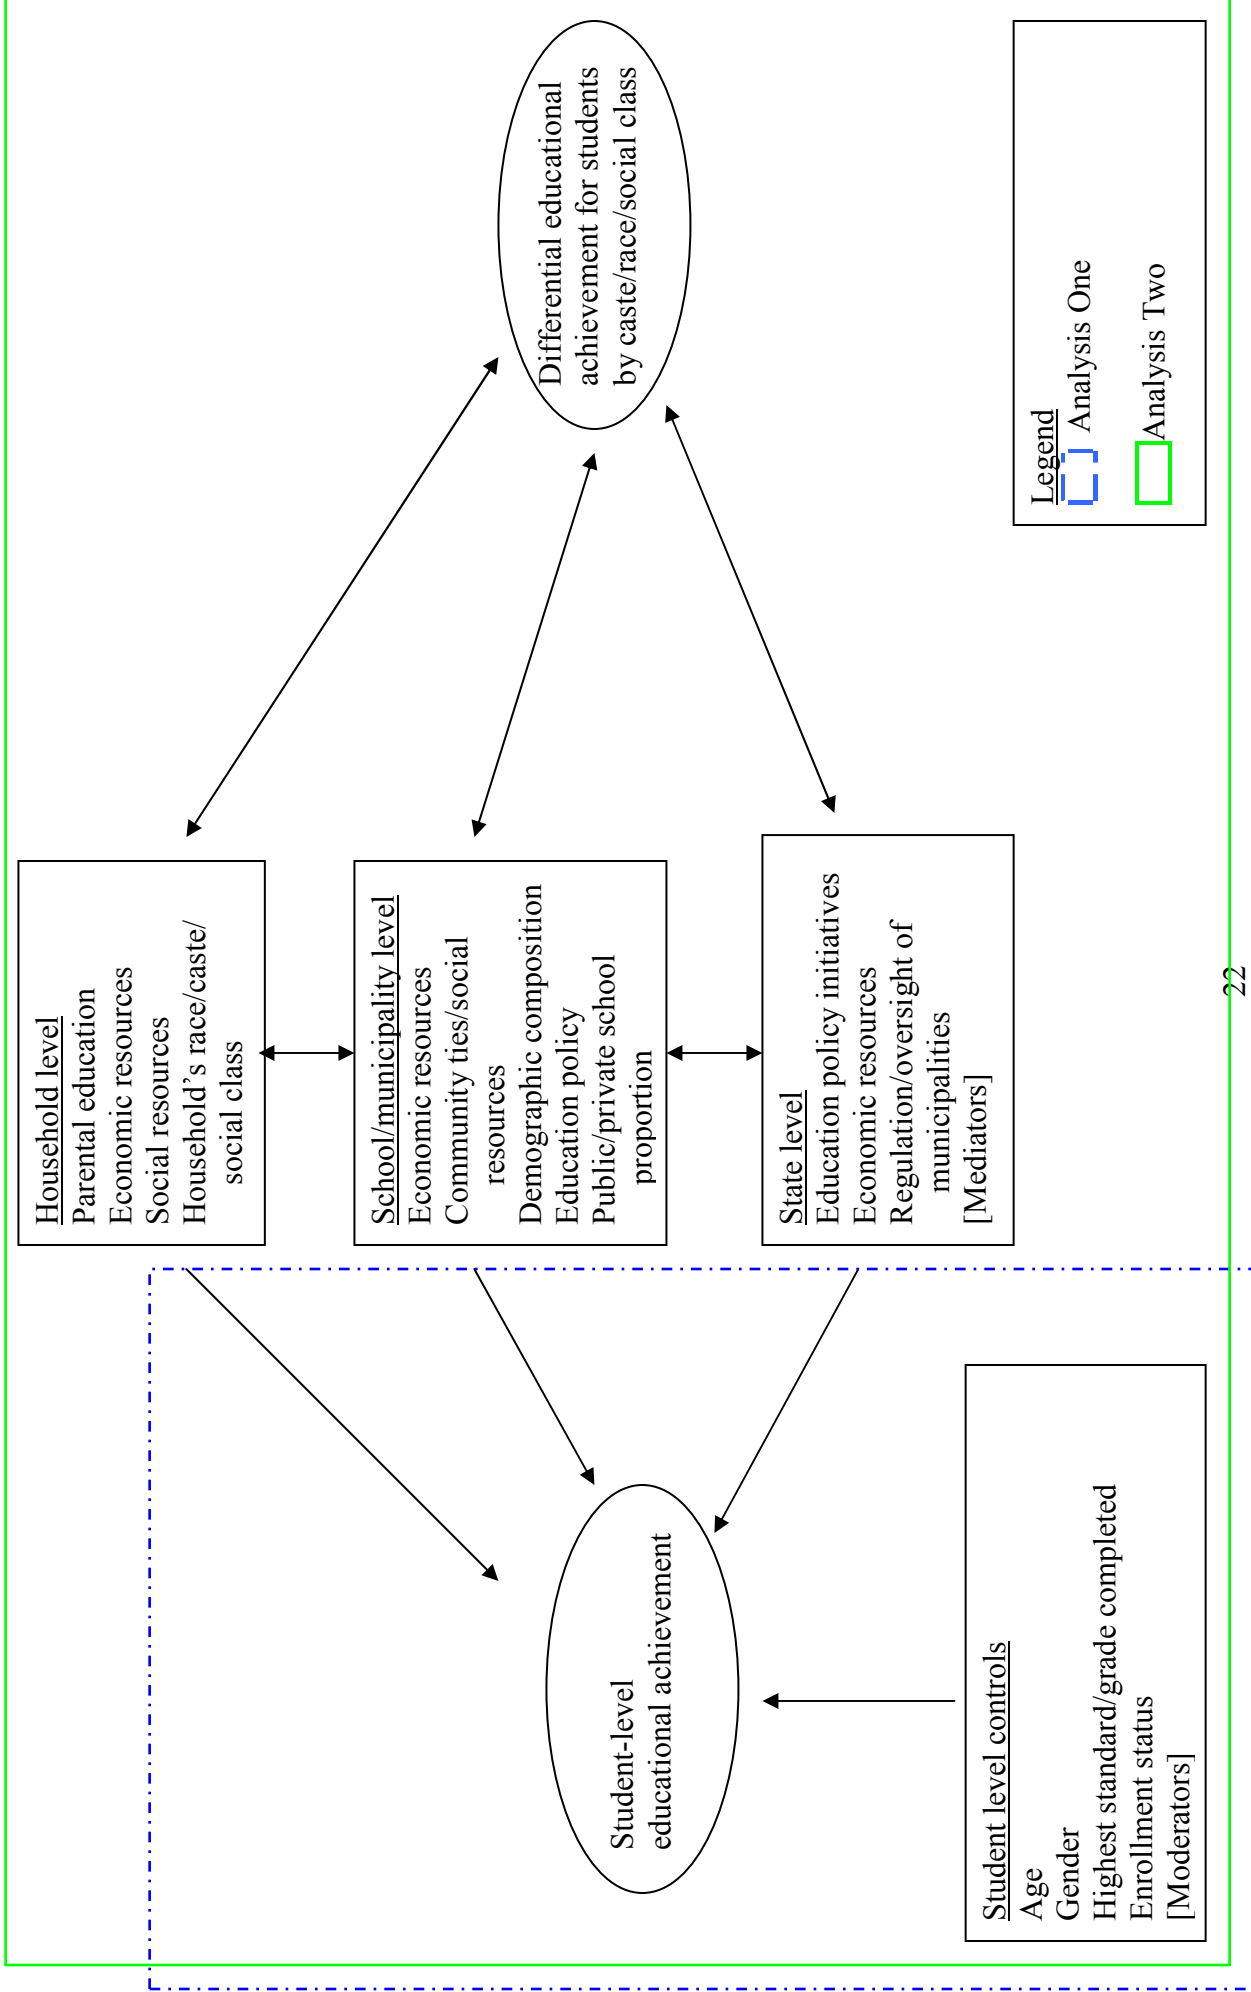 Household level
Parental education
Economic resources
Social resources
Household’s race/caste/
social class
School/municipality level
Economic resources
Community ties/social
resources
Demographic composition
Education policy
Public/private school
proportion
State level
Education policy initiatives
Economic resources
Regulation/oversight of
municipalities
[Mediators]
Student-level
educational achievement
Differential educational
achievement for students
by caste/race/social class
Student level controls
Age
Gender
Highest standard/grade completed
Enrollment status
[Moderators]
Legend
Analysis One
Analysis Two
22